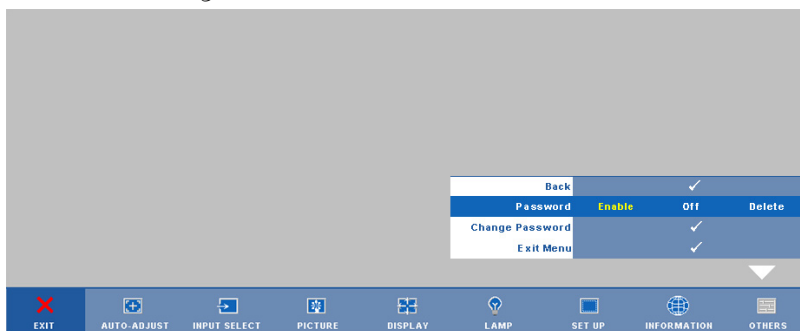 Back
Password Enable Off Delete
Change Password
Exit Menu
EXIT AUTO-ADJUST INPUT SELECT PICTURE DISPLAY LAMP SET UP INFORMATION OTHERS